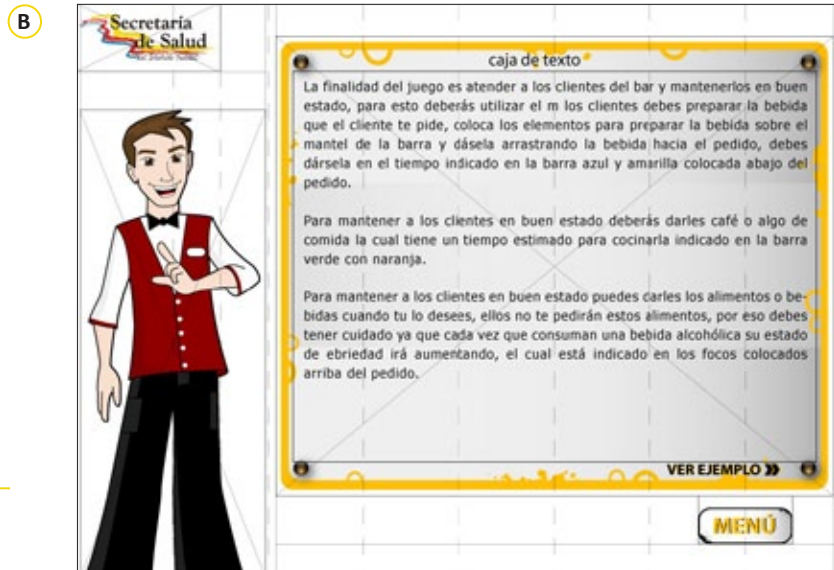 B
Secretaría
de Salud
caja de texto
La finalidad del juego es atender a los clientes del bar y mantenerlos en buen
estado, para esto deberás utilizar el m los clientes debes preparar la bebida
que el cliente te pide, coloca los elementos para preparar la bebida sobre el
mantel de la barra y dásela arrastrando la bebida hacia el pedido, debes
dársela en el tiempo indicado en la barra azul y amarilla colocada abajo del
pedido.
Para mantener a los clientes en buen estado deberás darles café o algo de
comida la cual tiene un tiempo estimado para cocinarla indicado en la barra
verde con naranja.
Para mantener a los clientes en buen estado puedes carles los alimentos o be-
bidas cuando tu lo desees, ellos no te pedirán estos alimentos, por eso debes
tener cuidado ya que cada vez que consuman una bebida alcohólica su estado
de ebriedad irá aumentando, el cual está indicado en los focos colocados
arriba del pedido.
VER EJEMPLO
MENÚ